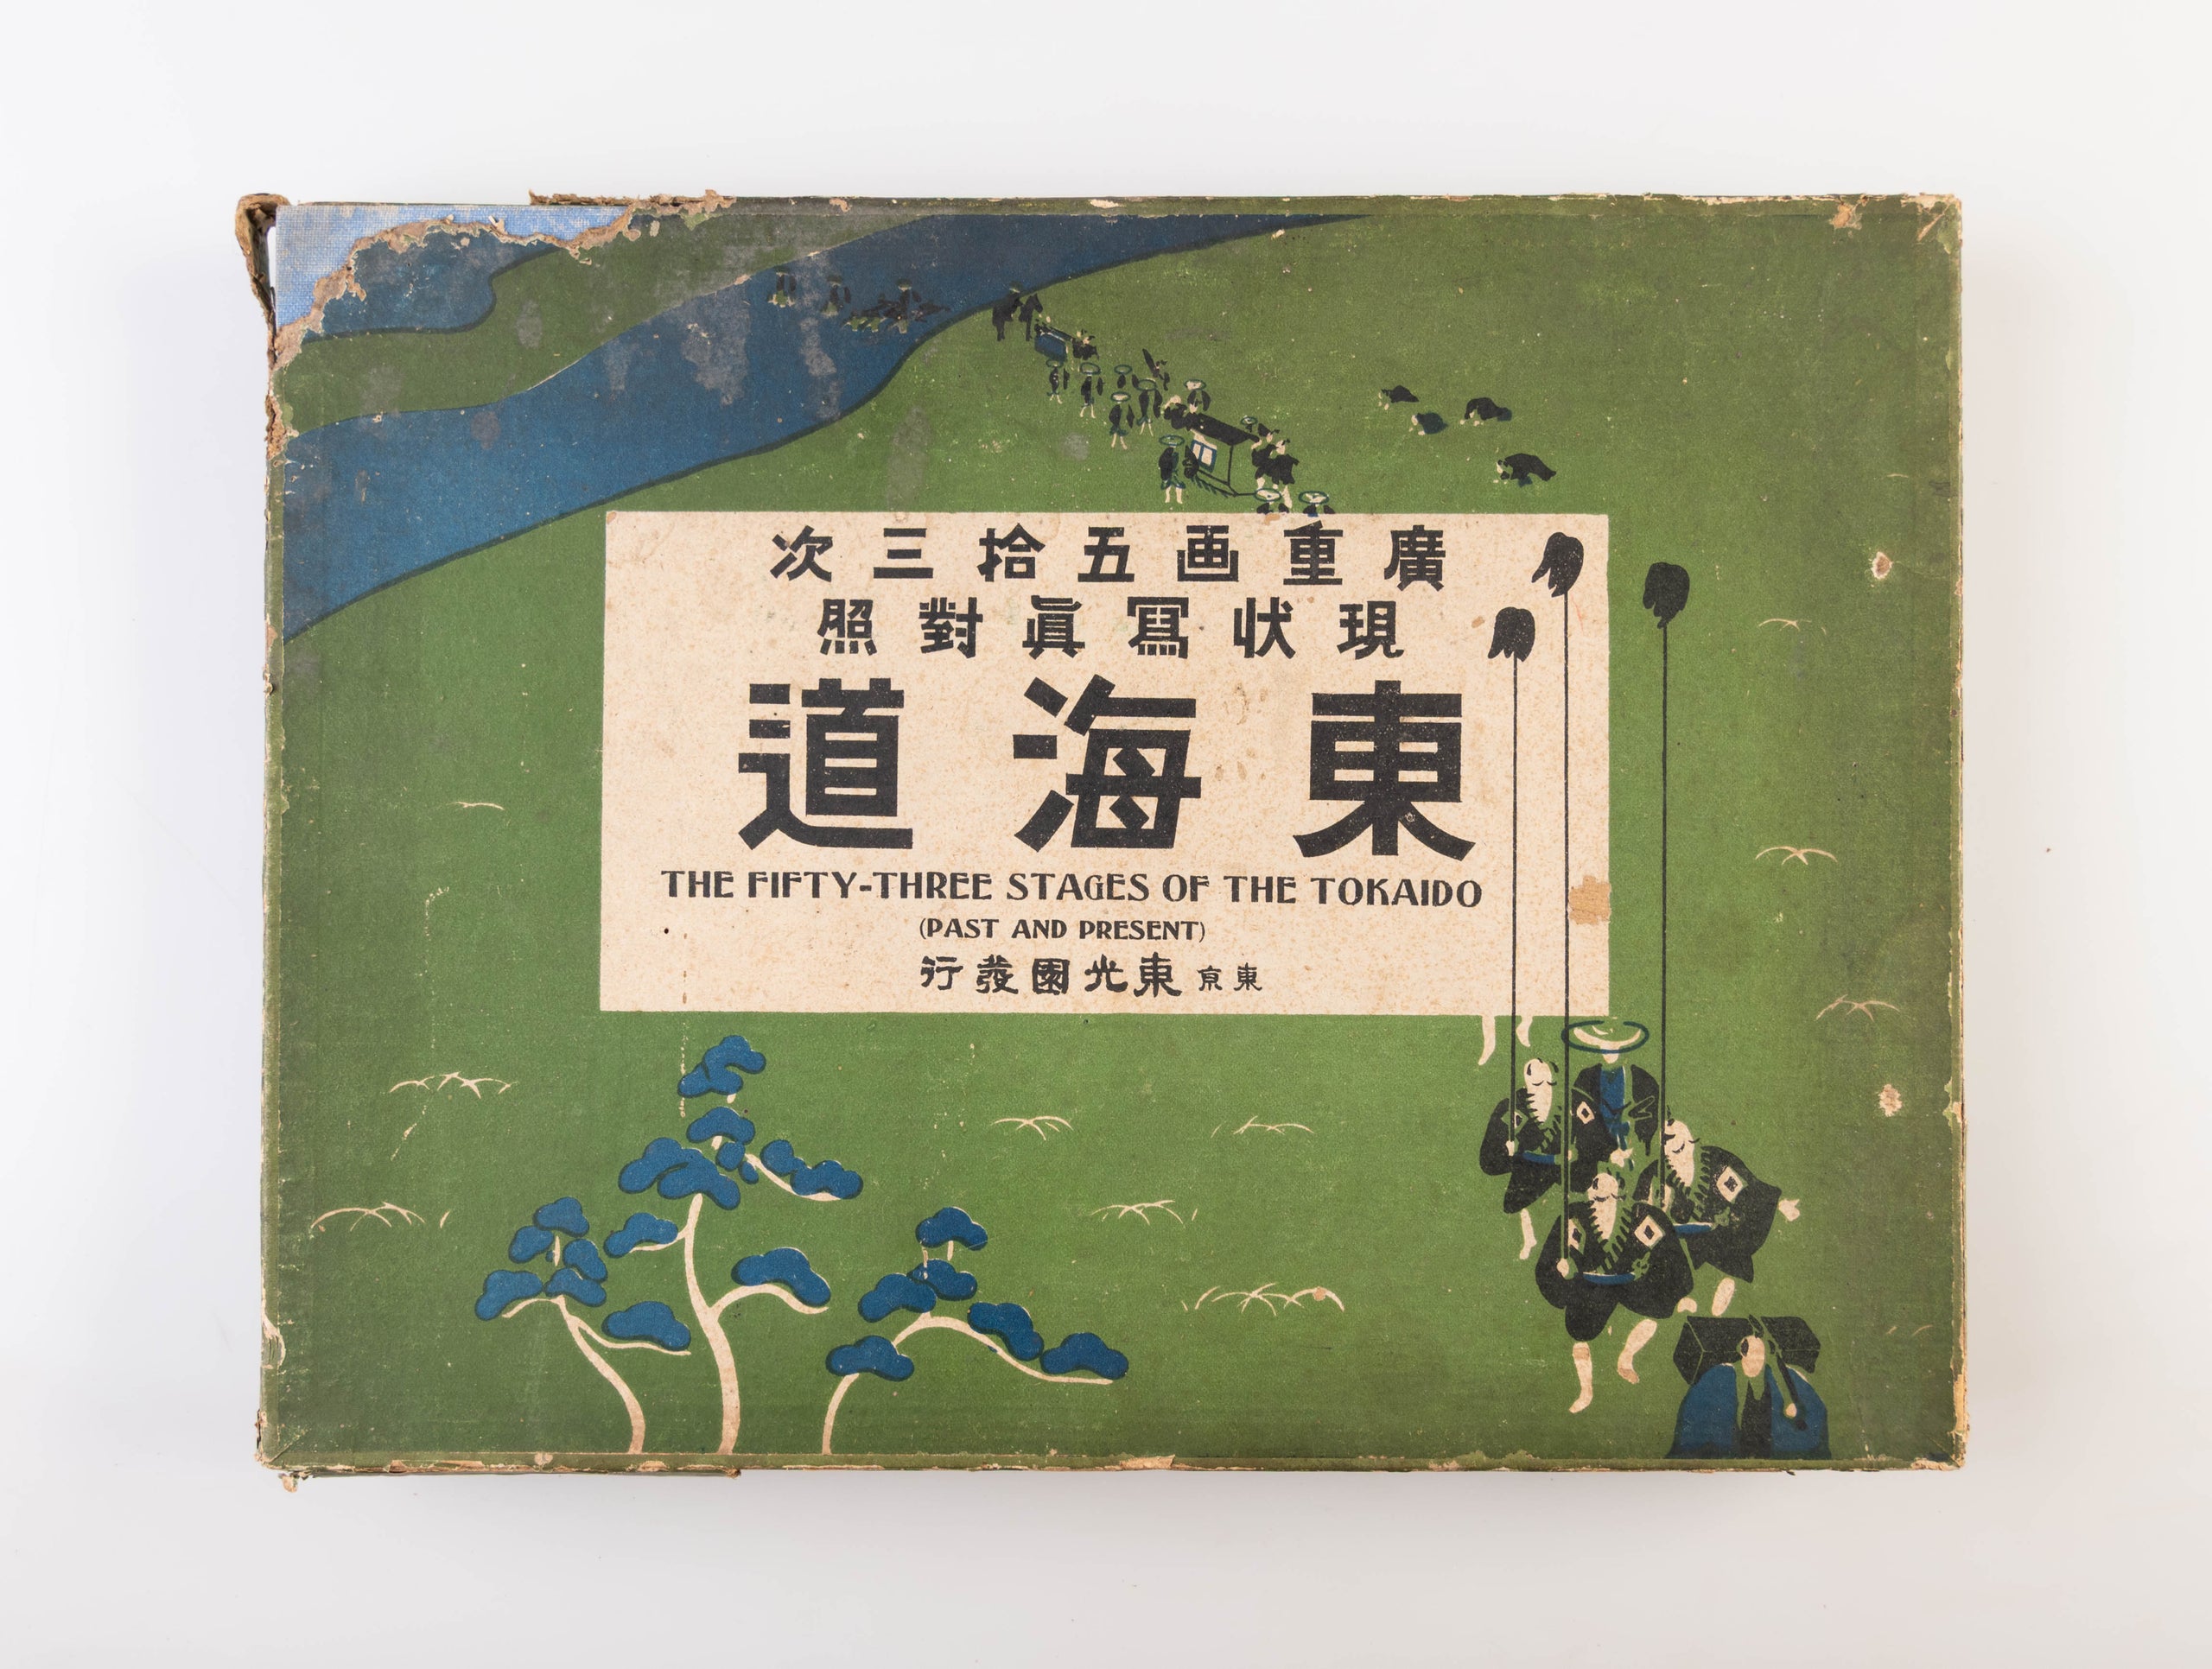 廣重画五拾三次
現状冩眞對照
東海道
THE FIFTY-THREE STAGES OF THE TOKAIDO
(PAST AND PRESENT)
東京 東光園發行